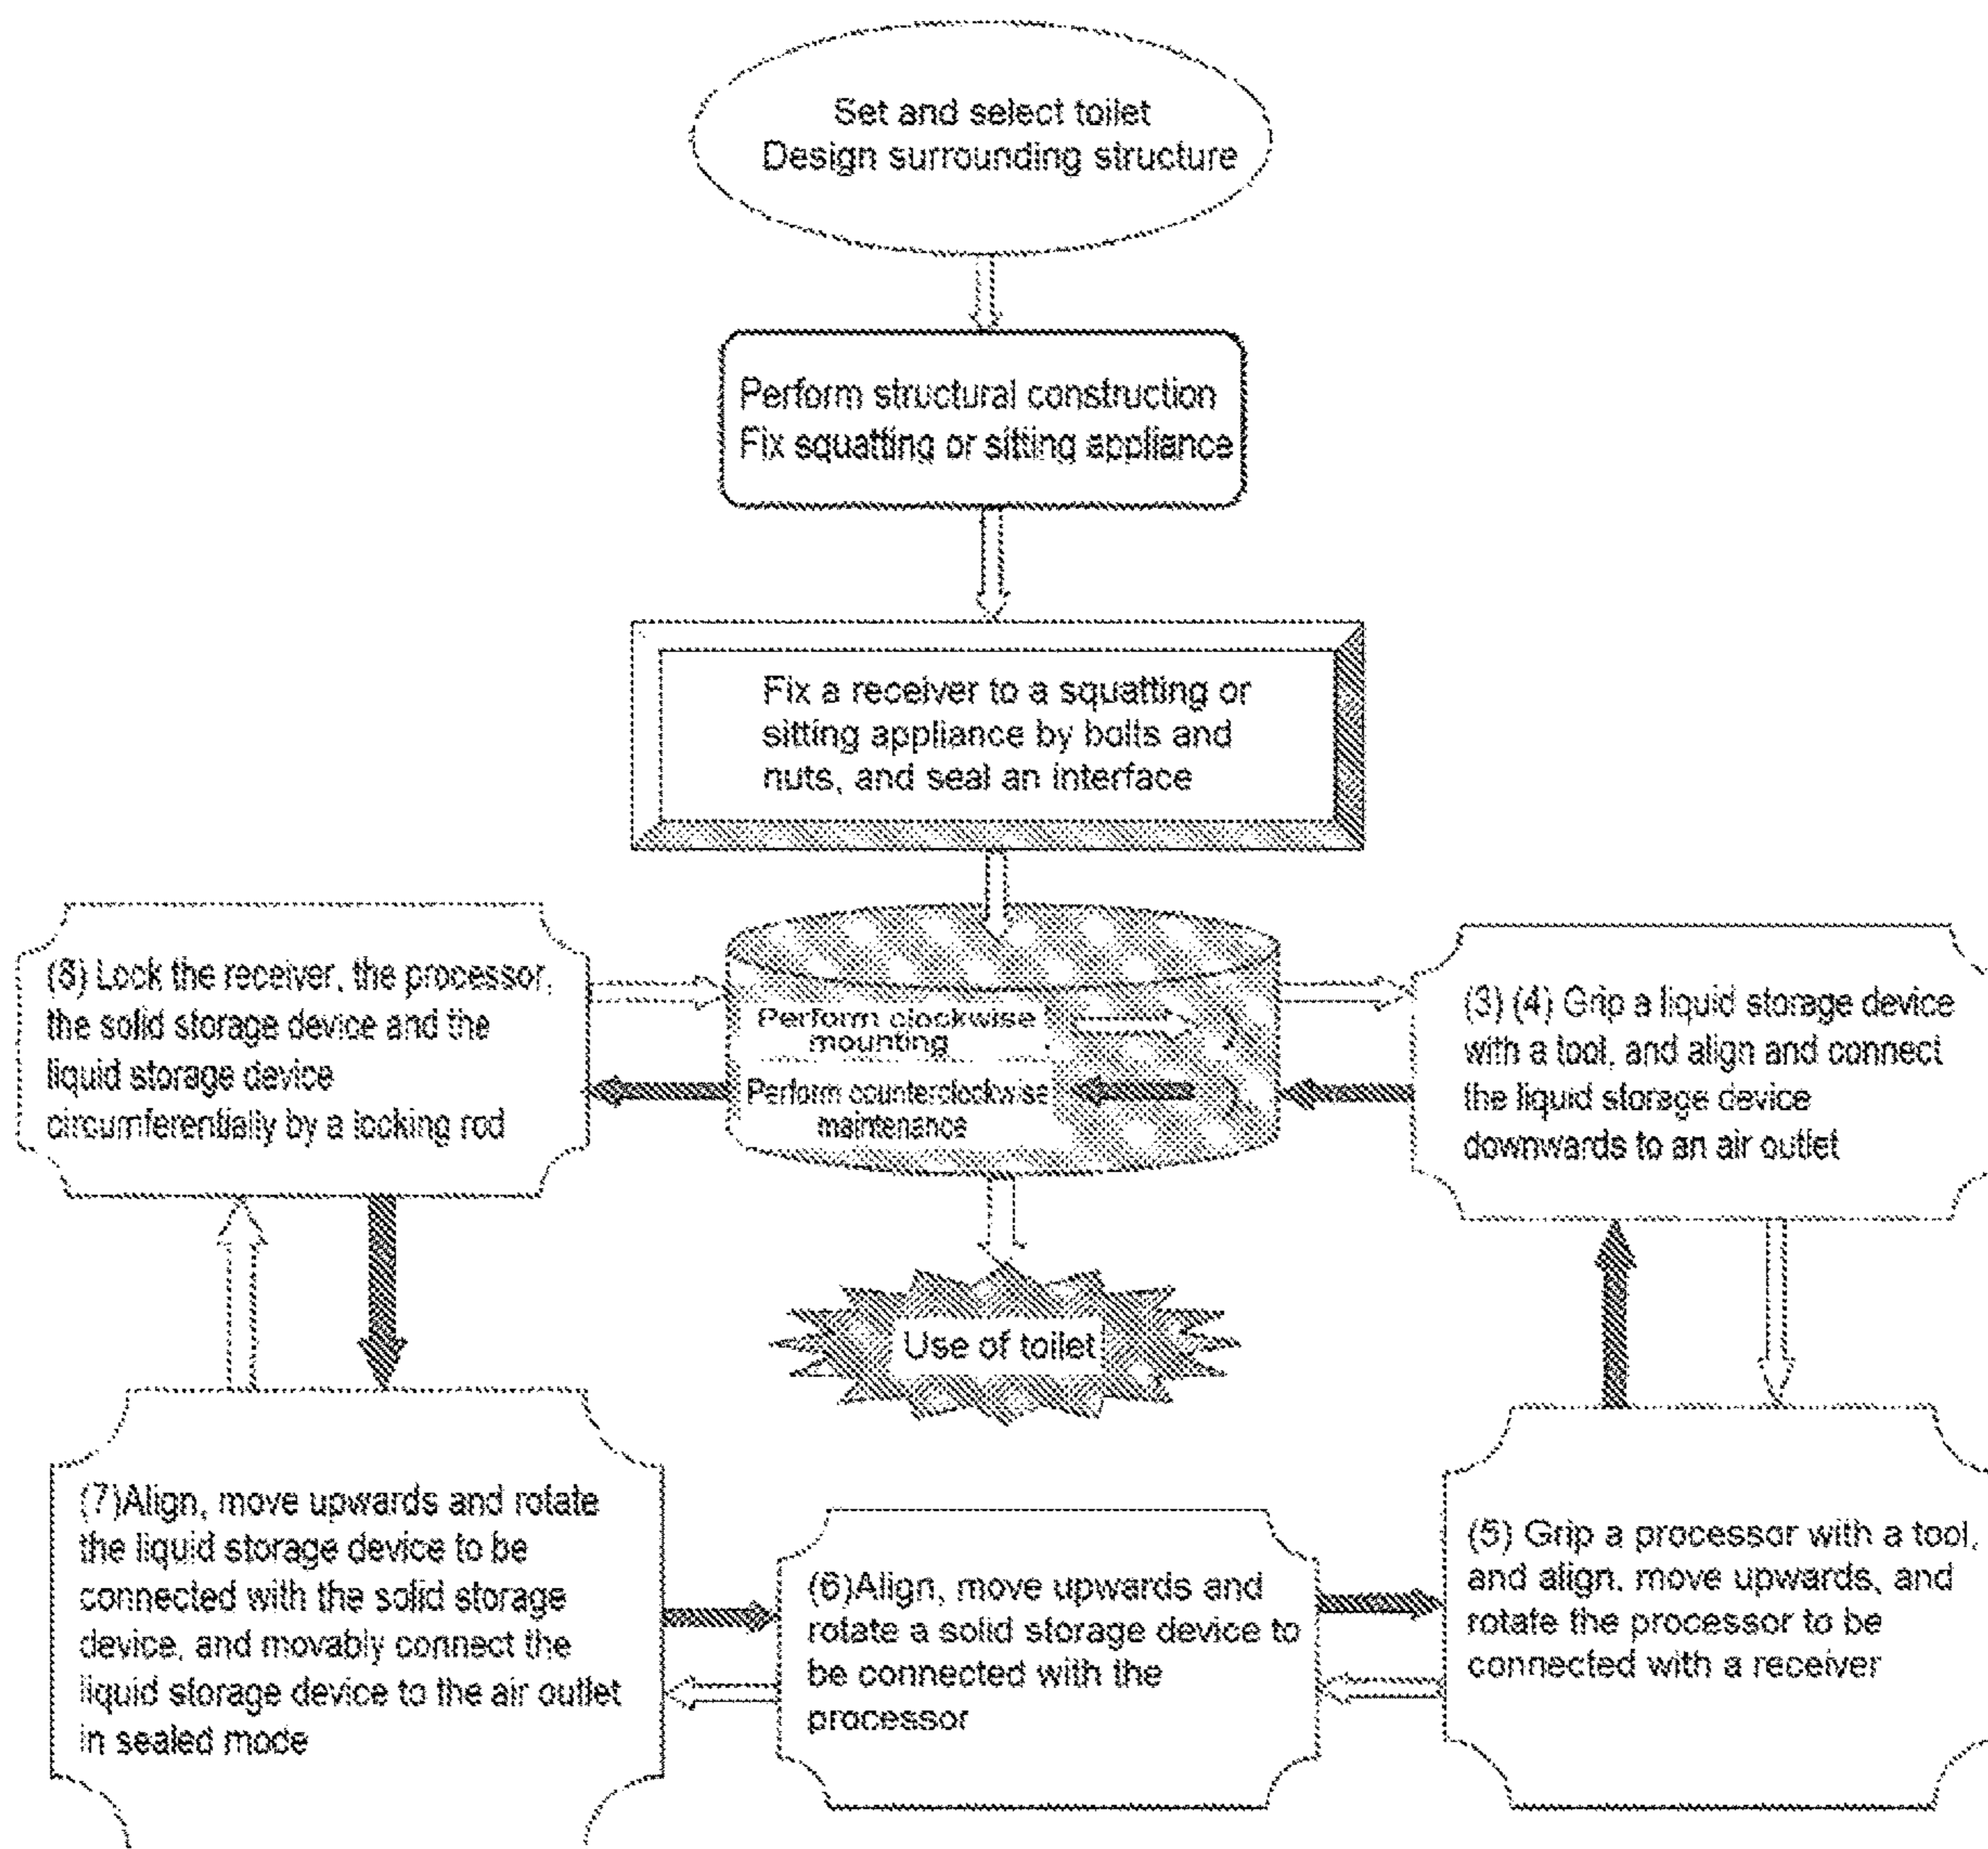 Set and select toilet
Design surrounding structure
Perform structural construction
Fix squatting or sitting appliance
Fix a receiver to a squatting or
sitting appliance by bolts and
nuts, and seal an interface
(8) Lock the receiver, the processor,
the solid storage device and the
liquid storage device
circumferentially by a locking rod
Perform clockwise
mounting
Perform counterclockwise
maintenance
(3) (4) Grip a liquid storage device
with a tool, and align and connect
the liquid storage device
downwards to an air outlet
Use of toilet
(7)Align, move upwards and rotate
the liquid storage device to be
connected with the solid storage
device, and movably connect the
liquid storage device to the air outlet
in sealed mode
(6)Align, move upwards and
rotate a solid storage device to
be connected with the
processor
(5) Grip a processor with a tool,
and align, move upwards, and
rotate the processor to be
connected with a receiver